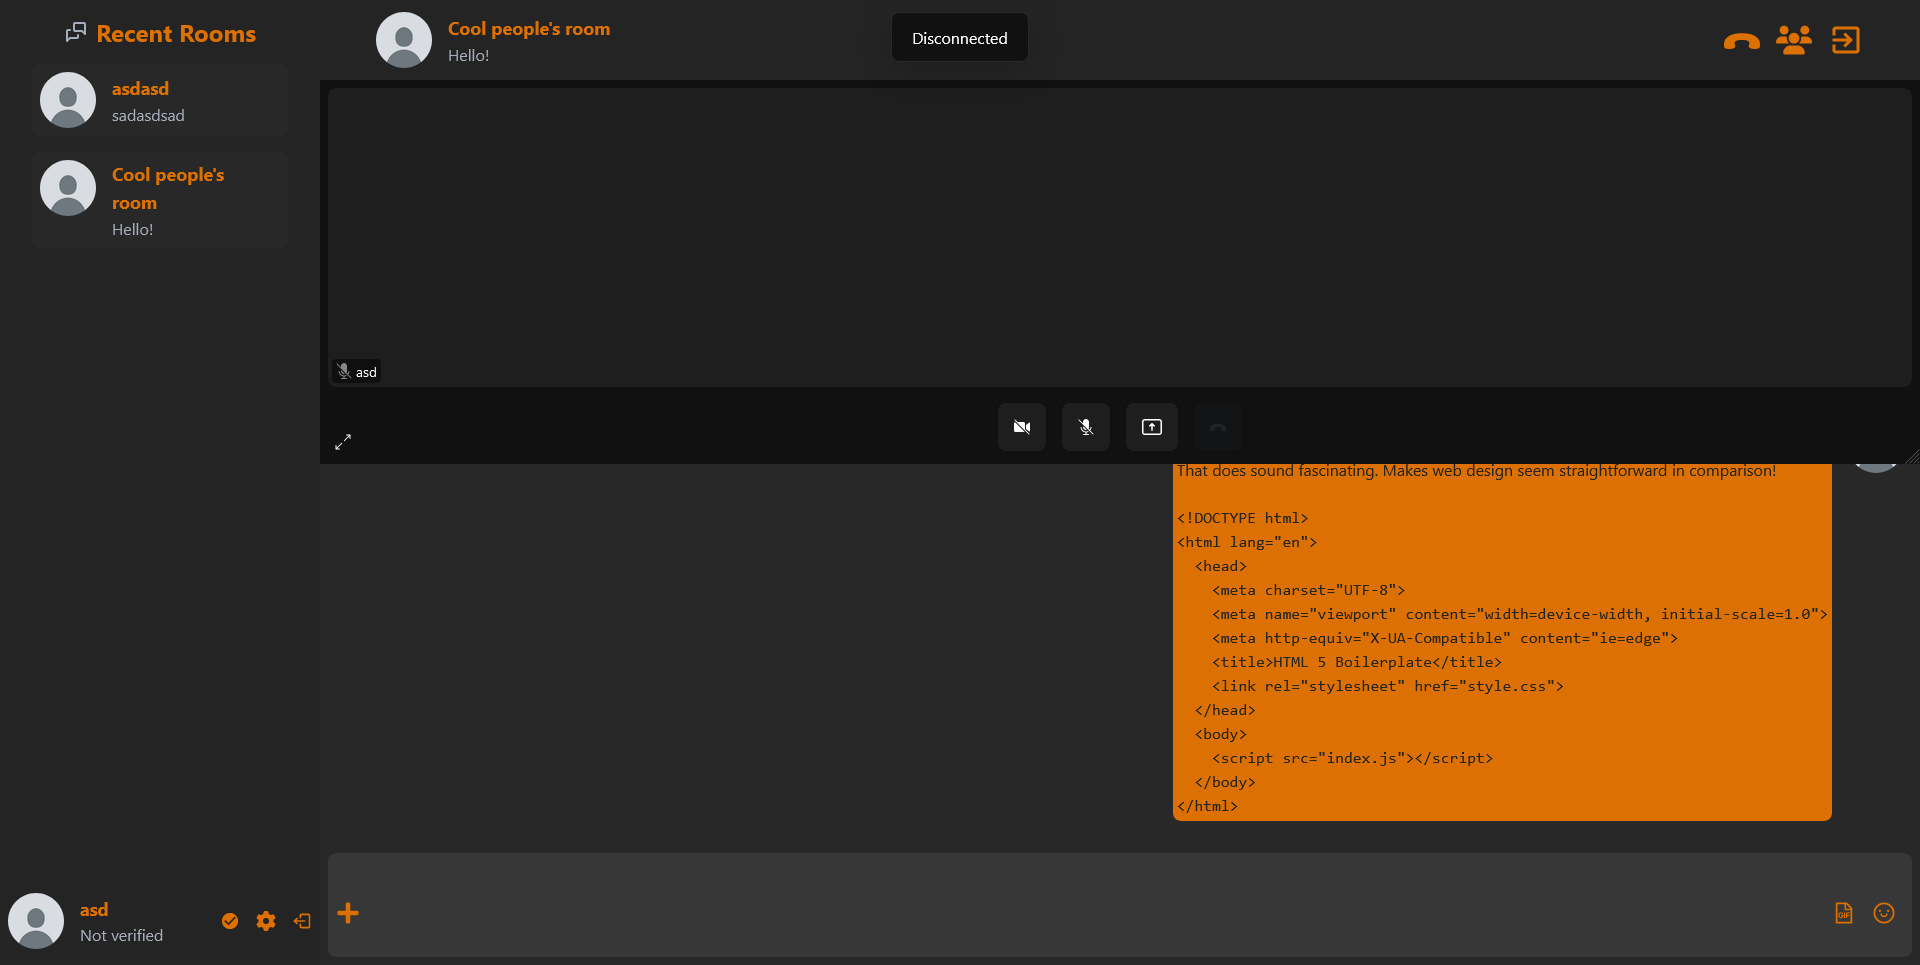 Recent Rooms
asdasd
sadasdsad
Cool people's
room
Hello!
asd
Not verified
Cool people's room
Hello!
Disconnected
asd
That does sound fascinating. Makes web design seem straightforward in comparison!
<!DOCTYPE html>
<html lang="en">
  <head>
    <meta charset="UTF-8">
    <meta name="viewport" content="width=device-width, initial-scale=1.0">
    <meta http-equiv="X-UA-Compatible" content="ie=edge">
    <title>HTML 5 Boilerplate</title>
    <link rel="stylesheet" href="style.css">
  </head>
  <body>
    <script src="index.js"></script>
  </body>
</html>
GIF